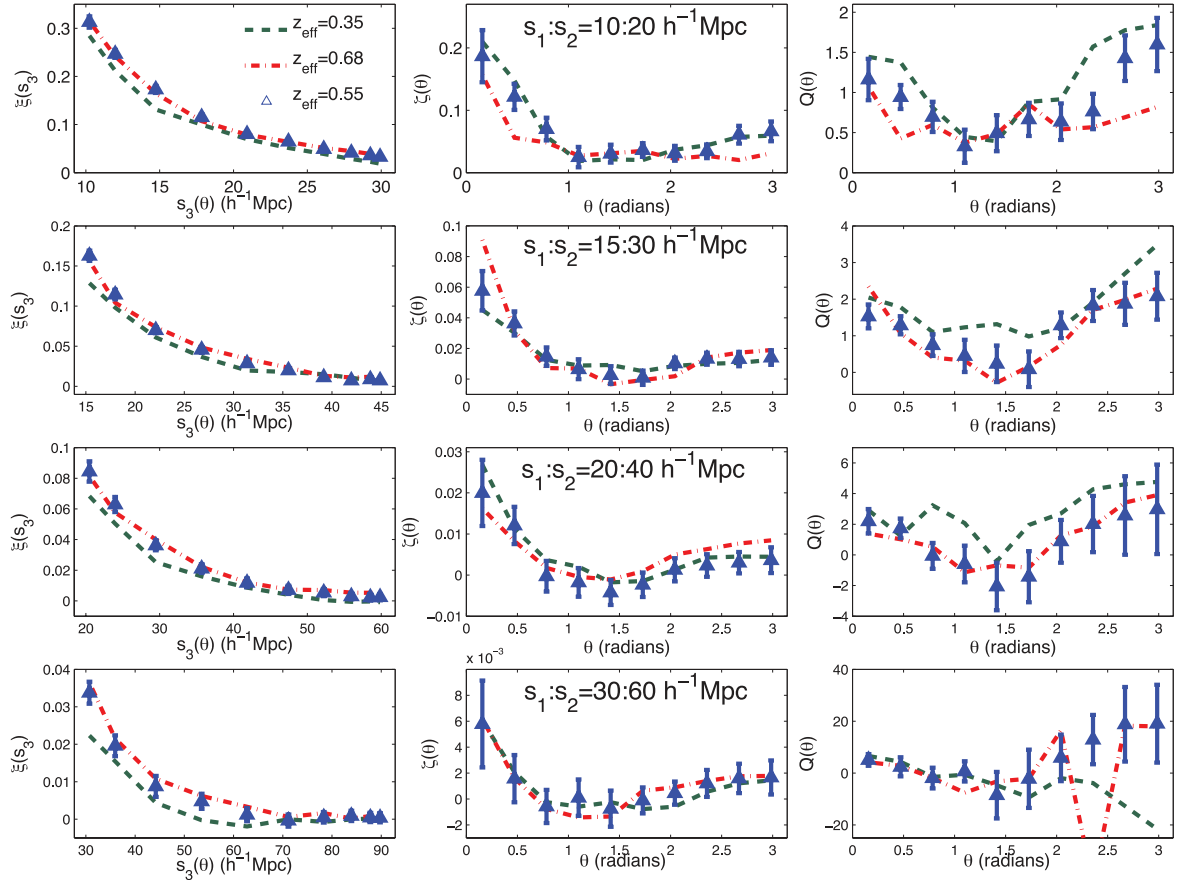 z_eff=0.35
z_eff=0.68
z_eff=0.55
ξ(s₃)
0.3
0.2
0.1
0
10 15 20 25 30
s₃(θ) (h⁻¹Mpc)
s₁:s₂=10:20 h⁻¹Mpc
ζ(θ)
0.2
0.1
0
0 0.5 1 1.5 2 2.5 3
θ (radians)
Q(θ)
2
1.5
1
0.5
0
0 1 2 3
θ (radians)
ξ(s₃)
0.2
0.15
0.1
0.05
0
15 20 25 30 35 40 45
s₃(θ) (h⁻¹Mpc)
s₁:s₂=15:30 h⁻¹Mpc
ζ(θ)
0.1
0.08
0.06
0.04
0.02
0
0 0.5 1 1.5 2 2.5 3
θ (radians)
Q(θ)
4
3
2
1
0
0 0.5 1 1.5 2 2.5 3
θ (radians)
ξ(s₃)
0.1
0.08
0.06
0.04
0.02
0
20 30 40 50 60
s₃(θ) (h⁻¹Mpc)
s₁:s₂=20:40 h⁻¹Mpc
ζ(θ)
0.03
0.02
0.01
0
−0.01
0 0.5 1 1.5 2 2.5 3
θ (radians)
Q(θ)
6
4
2
0
−2
−4
0 0.5 1 1.5 2 2.5 3
θ (radians)
ξ(s₃)
0.04
0.03
0.02
0.01
0
30 40 50 60 70 80 90
s₃(θ) (h⁻¹Mpc)
x 10⁻³
s₁:s₂=30:60 h⁻¹Mpc
ζ(θ)
8
6
4
2
0
−2
0 0.5 1 1.5 2 2.5 3
θ (radians)
Q(θ)
40
20
0
−20
0 0.5 1 1.5 2 2.5 3
θ (radians)